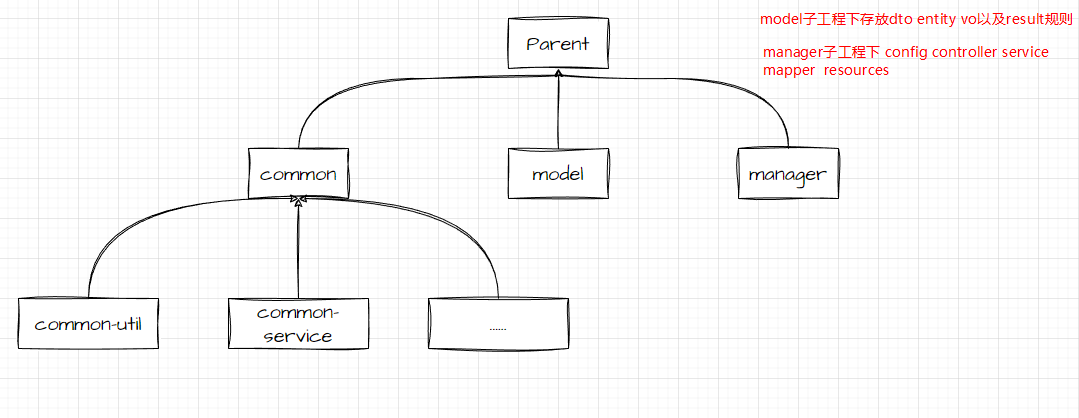 model子工程下存放dto entity vo以及result规则
Parent
manager子工程下 config controller service
mapper resources
common
model
manager
common-util
common-
service
......